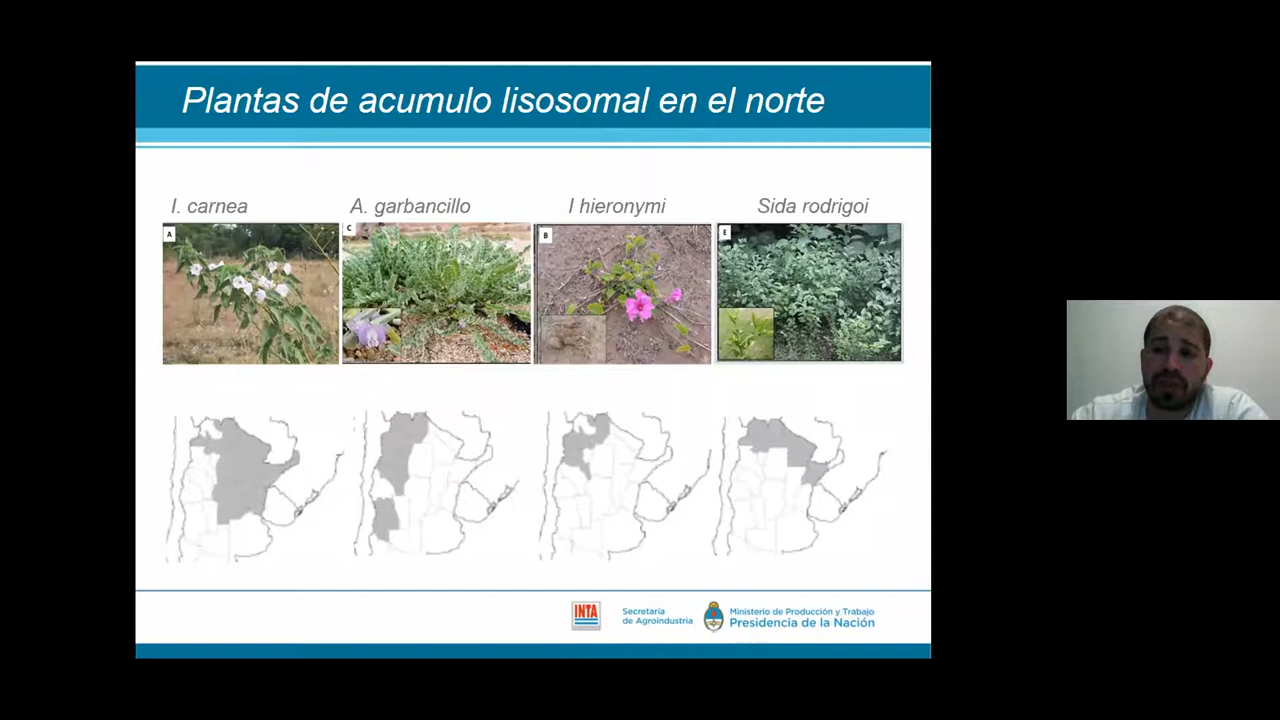 Plantas de acumulo lisosomal en el norte
I. carnea
A. garbancillo
I hieronymi
Sida rodrigoi
A
C
B
E
INTA
Secretaría
de Agroindustria
Ministerio de Producción y Trabajo
Presidencia de la Nación